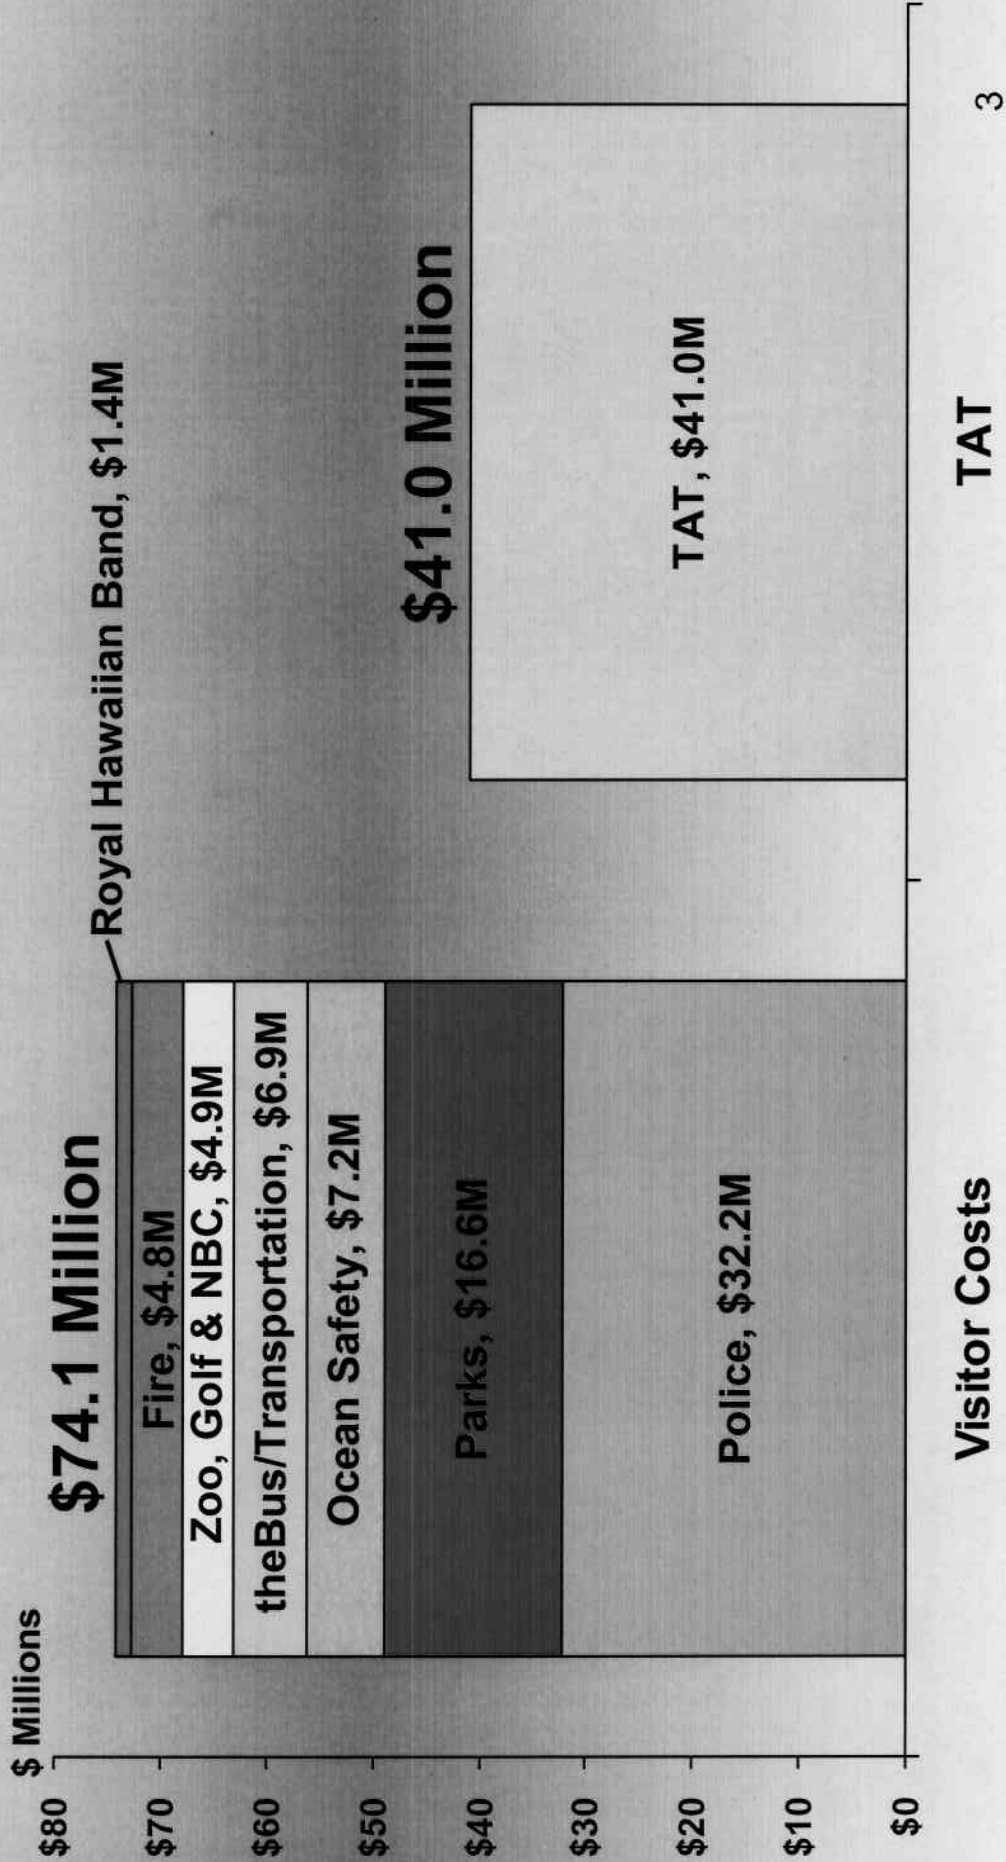 $ Millions
$80
$70
$60
$50
$40
$30
$20
$10
$0
$74.1 Million
Royal Hawaiian Band, $1.4M
Fire, $4.8M
Zoo, Golf & NBC, $4.9M
theBus/Transportation, $6.9M
Ocean Safety, $7.2M
Parks, $16.6M
Police, $32.2M
$41.0 Million
TAT, $41.0M
Visitor Costs
TAT
3